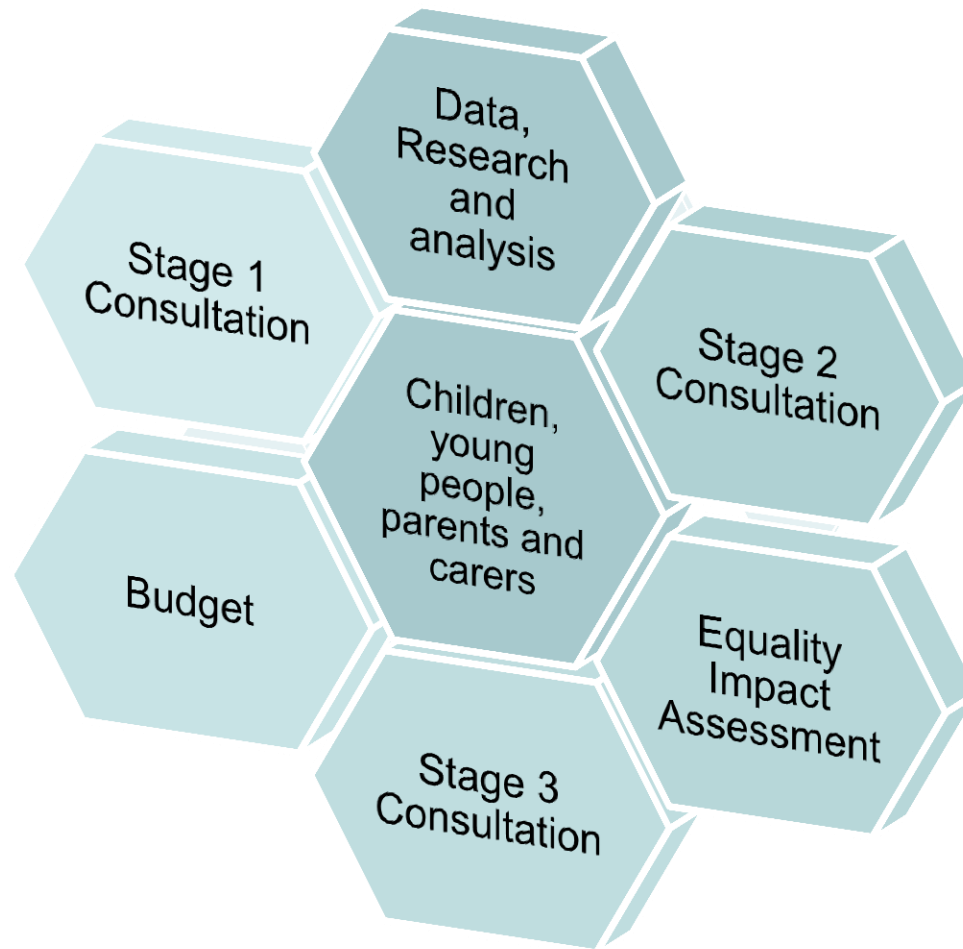 Data,
Research
and
analysis
Stage 1
Consultation
Stage 2
Consultation
Children,
young
people,
parents and
carers
Budget
Equality
Impact
Assessment
Stage 3
Consultation